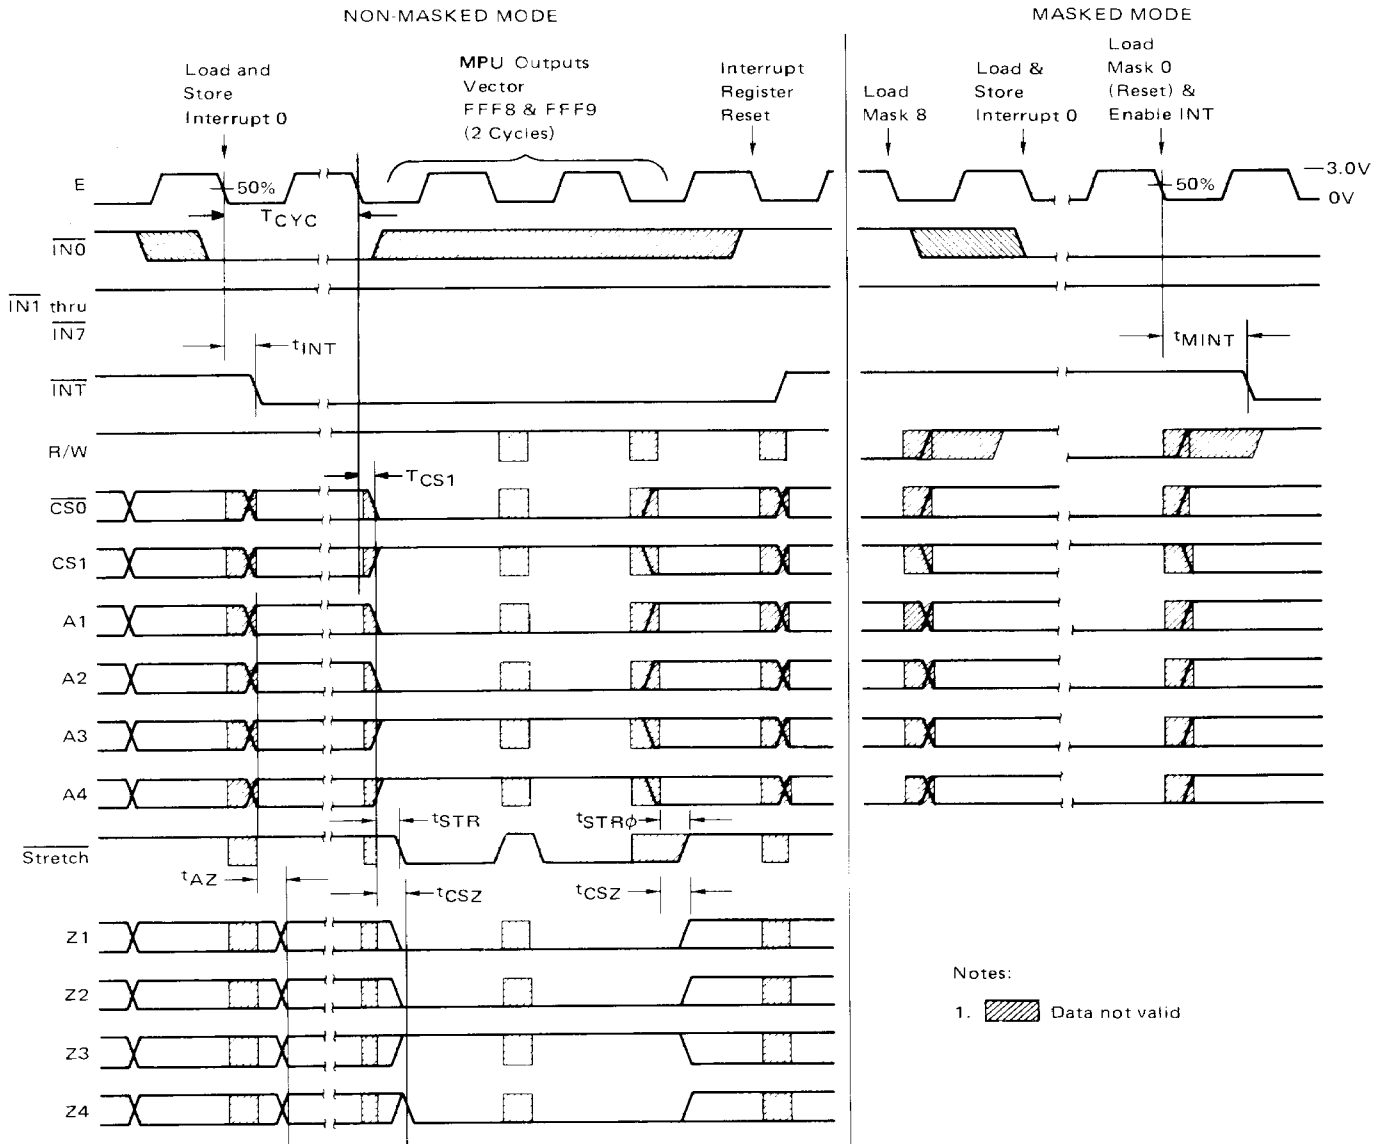 NON-MASKED MODE
MASKED MODE
Load and
Store
Interrupt 0
MPU Outputs
Vector
FFF8 & FFF9
(2 Cycles)
Interrupt
Register
Reset
Load
Mask 8
Load &
Store
Interrupt 0
Load
Mask 0
(Reset) &
Enable INT
E
50%
50%
3.0V
0V
TCYC
IN0
IN1 thru
IN7
tINT
tMINT
INT
R/W
TCS1
CS0
CS1
A1
A2
A3
A4
tSTR
tSTRφ
Stretch
tAZ
tCSZ
tCSZ
Z1
Z2
Z3
Z4
Notes:
1. Data not valid